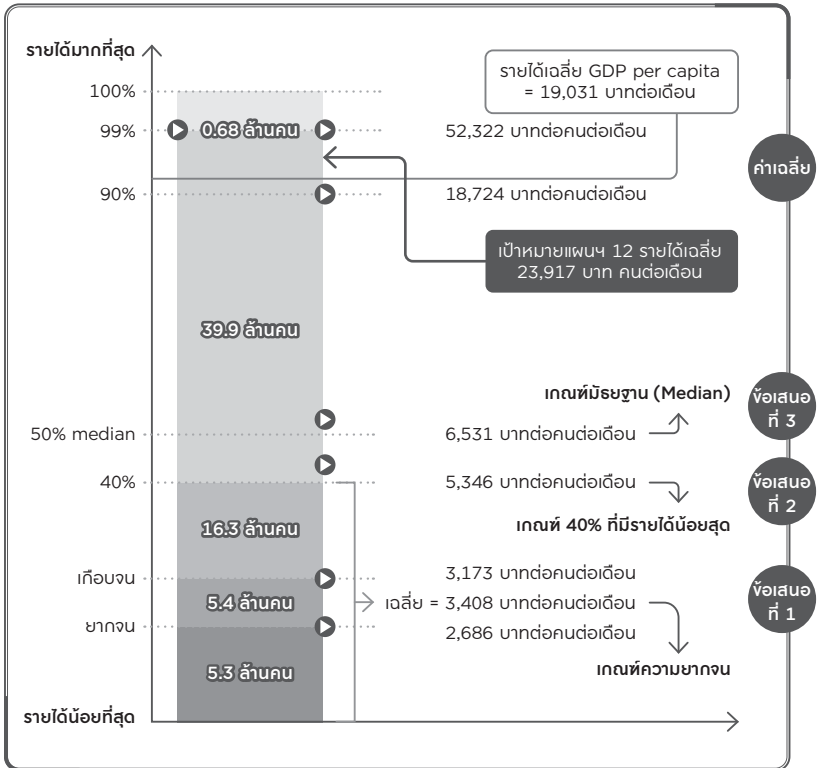 รายได้มากที่สุด
รายได้เฉลี่ย GDP per capita
= 19,031 บาทต่อเดือน
100%
99%
0.68 ล้านคน
52,322 บาทต่อคนต่อเดือน
ค่าเฉลี่ย
90%
18,724 บาทต่อคนต่อเดือน
เป้าหมายแผนฯ 12 รายได้เฉลี่ย
23,917 บาท คนต่อเดือน
39.9 ล้านคน
เกณฑ์มัธยฐาน (Median)
ข้อเสนอ
ที่ 3
50% median
6,531 บาทต่อคนต่อเดือน
40%
5,346 บาทต่อคนต่อเดือน
ข้อเสนอ
ที่ 2
เกณฑ์ 40% ที่มีรายได้น้อยสุด
16.3 ล้านคน
เกือบจน
3,173 บาทต่อคนต่อเดือน
ข้อเสนอ
ที่ 1
5.4 ล้านคน
เฉลี่ย = 3,408 บาทต่อคนต่อเดือน
ยากจน
2,686 บาทต่อคนต่อเดือน
5.3 ล้านคน
เกณฑ์ความยากจน
รายได้น้อยที่สุด